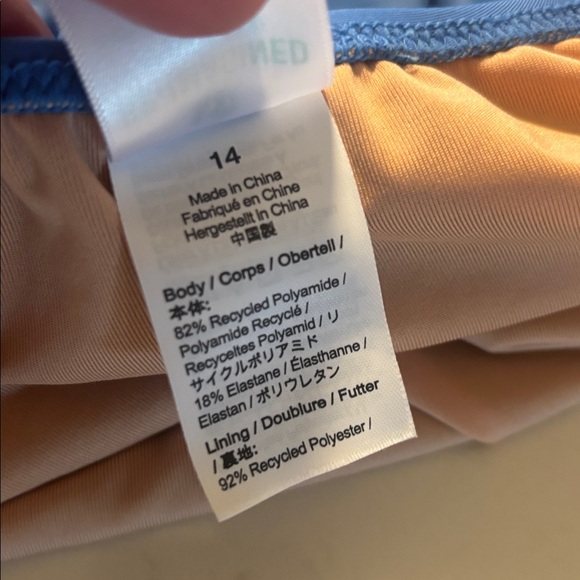 14
Made in China
Fabriqué en Chine
Hergestellt in China
中国製
Body / Corps / Obertell /
本体:
82% Recycled Polyamide /
Polyamide Recyclé /
Recyceltes Polyamid / リ
サイクルポリアミド
18% Elastane / Élasthanne /
Elastan / ポリウレタン
Lining / Doublure / Futter
/ 裏地:
92% Recycled Polyester /